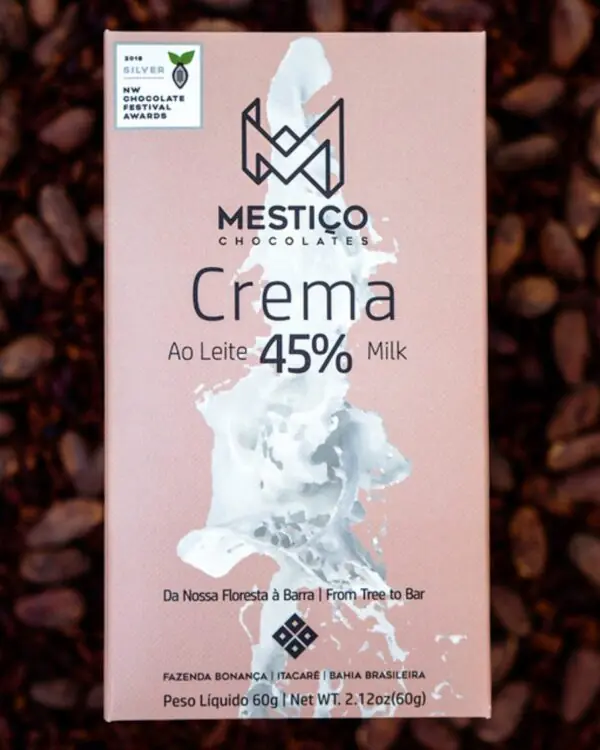 2018
SILVER
NW
CHOCOLATE
FESTIVAL
AWARDS
MESTIÇO
CHOCOLATES
Crema
Ao Leite 45% Milk
Da Nossa Floresta à Barra | From Tree to Bar
FAZENDA BONANÇA | ITACARÉ | BAHIA BRASILEIRA
Peso Líquido 60g | Net WT. 2.12oz(60g)